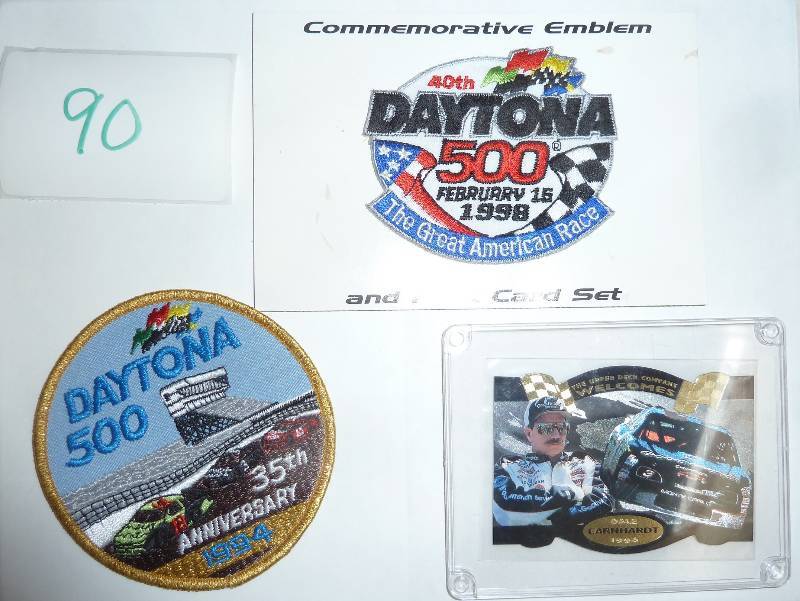 90
Commemorative Emblem
40th
DAYTONA
500®
FEBRUARY 15
1998
The Great American Race
and Card Set
DAYTONA
500
35th
ANNIVERSARY
1994
THE UPPER DECK COMPANY
WELCOMES
DALE
EARNHARDT